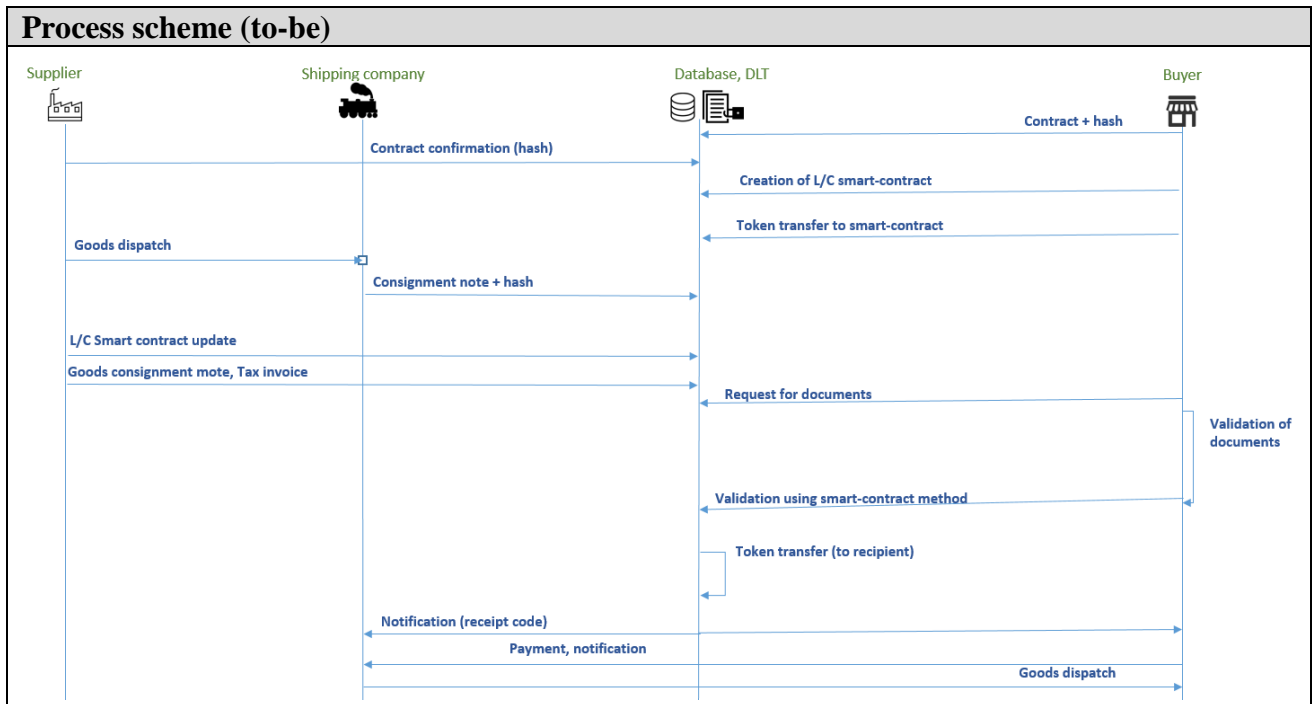 Process scheme (to-be)
Supplier
Shipping company
Database, DLT
Buyer
Contract + hash
Contract confirmation (hash)
Creation of L/C smart-contract
Token transfer to smart-contract
Goods dispatch
Consignment note + hash
L/C Smart contract update
Goods consignment mote, Tax invoice
Request for documents
Validation of
documents
Validation using smart-contract method
Token transfer (to recipient)
Notification (receipt code)
Payment, notification
Goods dispatch